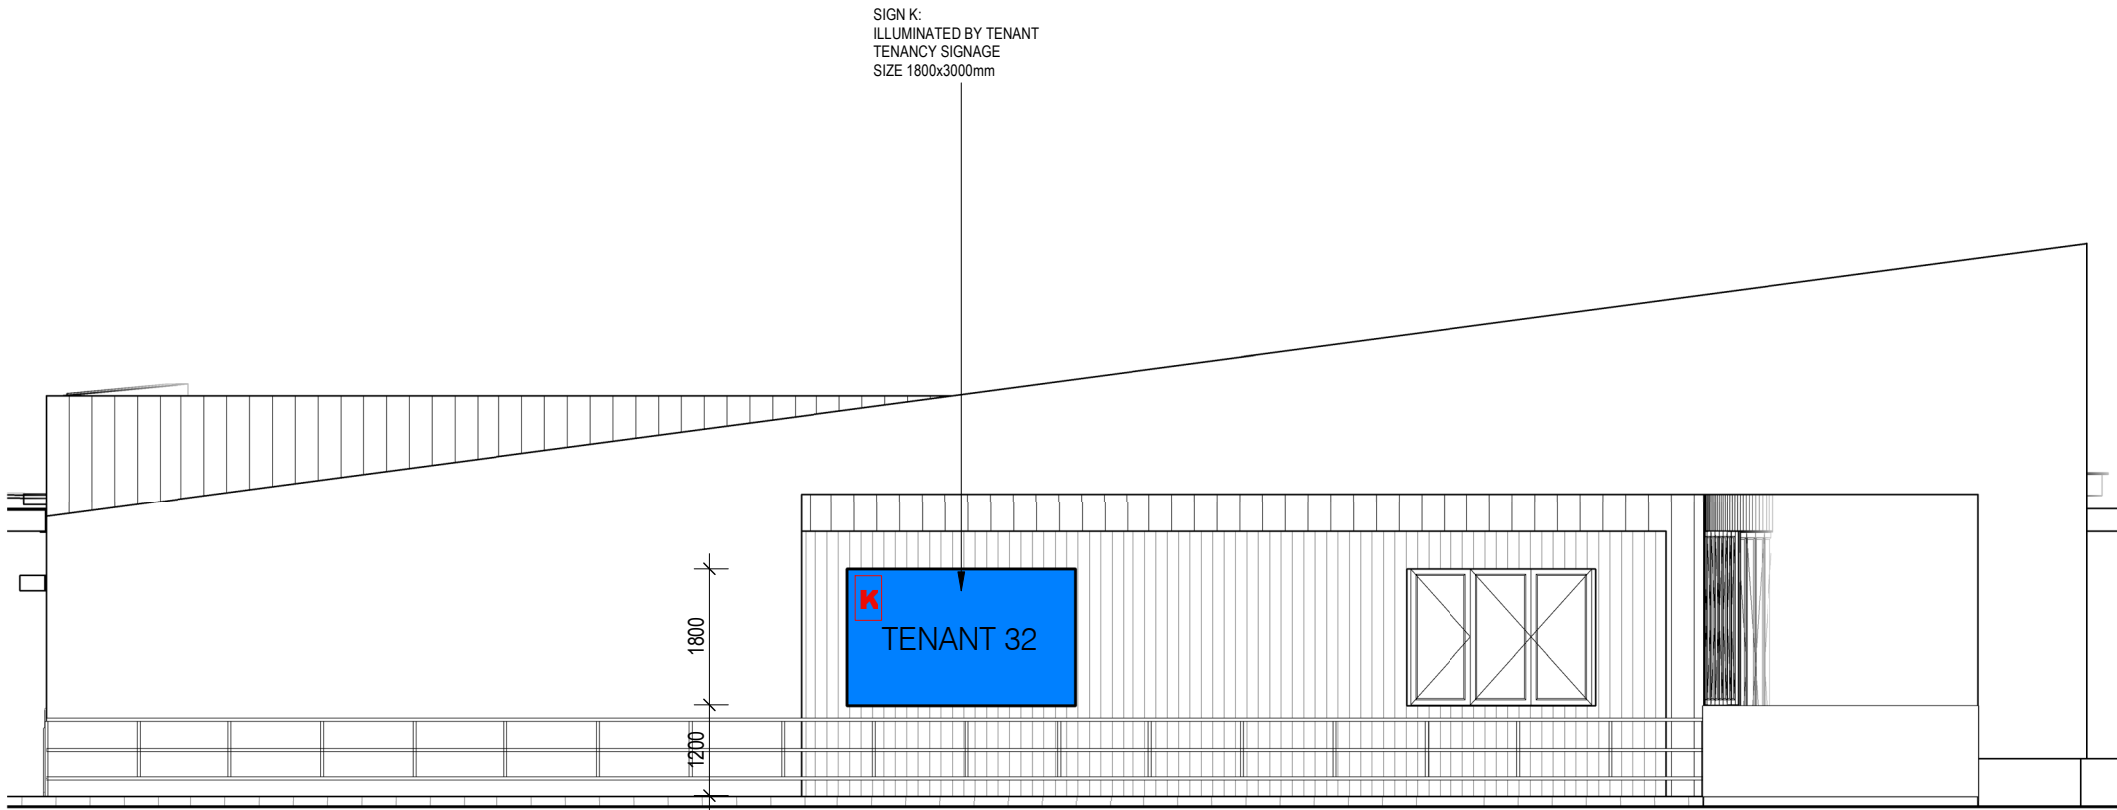 SIGN K:
ILLUMINATED BY TENANT
TENANCY SIGNAGE
SIZE 1800x3000mm
K
TENANT 32
1800
1200